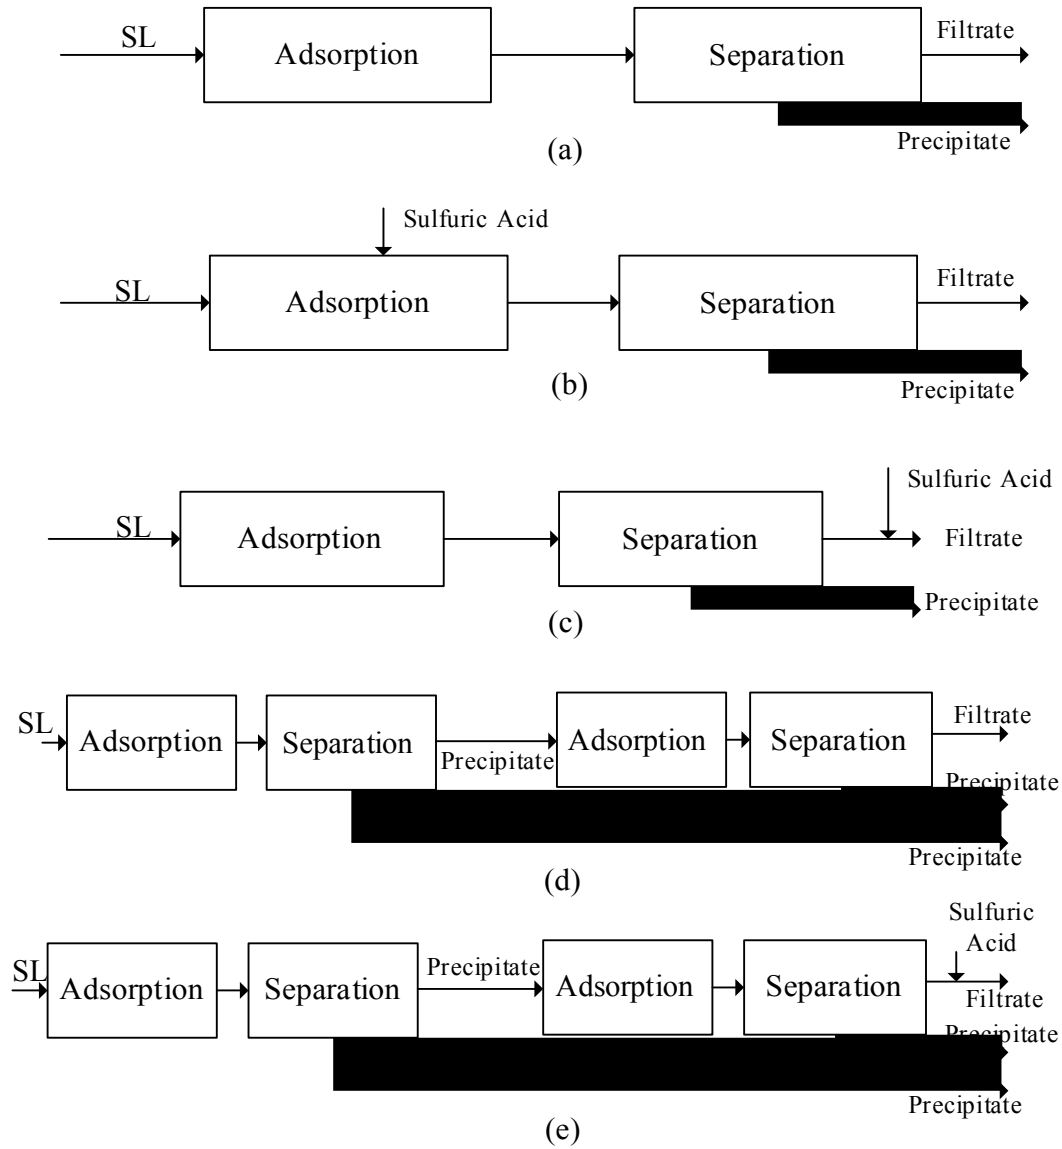 SL
Adsorption
Separation
Filtrate
Precipitate
(a)
Sulfuric Acid
SL
Adsorption
Separation
Filtrate
Precipitate
(b)
Sulfuric Acid
SL
Adsorption
Separation
Filtrate
Precipitate
(c)
SL
Adsorption
Separation
Precipitate
Adsorption
Separation
Filtrate
Precipitate
Precipitate
(d)
Sulfuric
Acid
SL
Adsorption
Separation
Precipitate
Adsorption
Separation
Filtrate
Precipitate
Precipitate
(e)